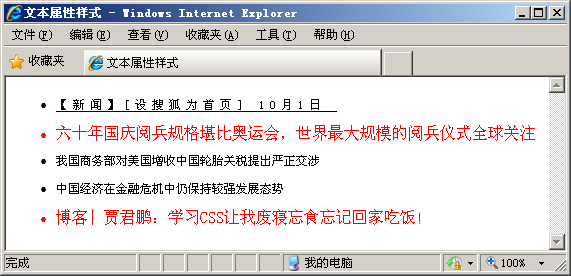 文本属性样式 - Windows Internet Explorer
文件(F) 编辑(E) 查看(V) 收藏夹(A) 工具(T) 帮助(H)
收藏夹 文本属性样式
【新闻】[设搜狐为首页] 10月1日
六十年国庆阅兵规格堪比奥运会，世界最大规模的阅兵仪式全球关注
我国商务部对美国增收中国轮胎关税提出严正交涉
中国经济在金融危机中仍保持较强发展态势
博客| 贾君鹏：学习CSS让我废寝忘食忘记回家吃饭!
完成 我的电脑 100%